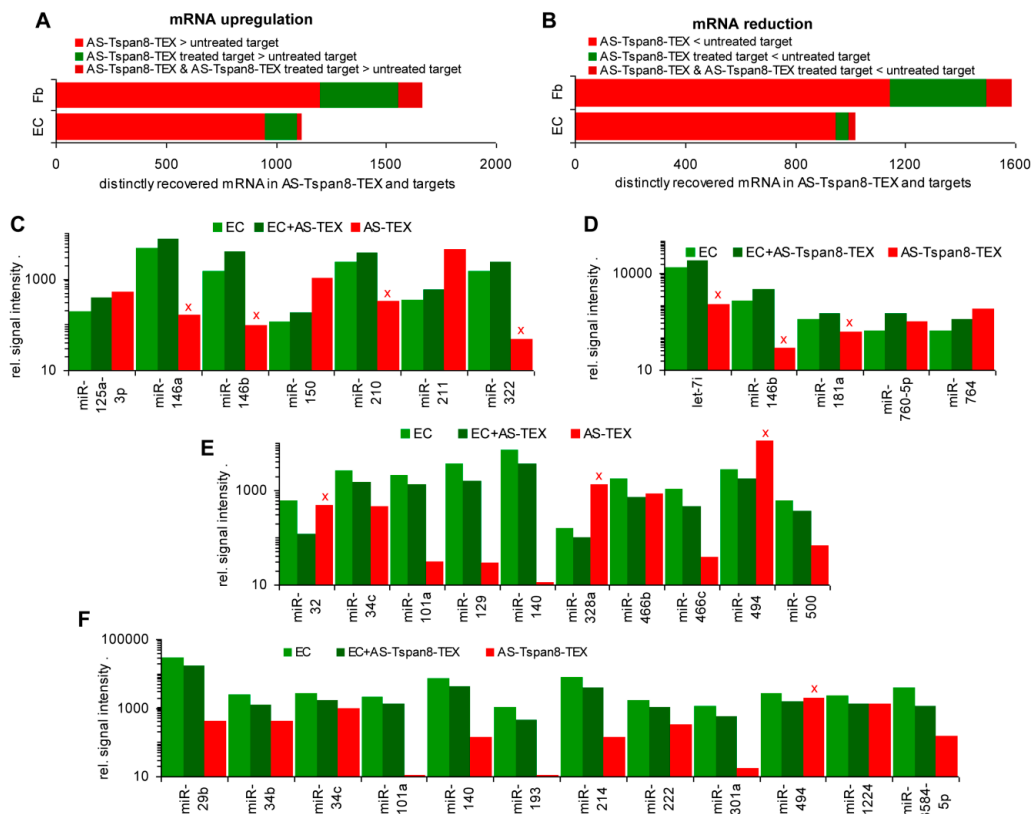 A
mRNA upregulation
AS-Tspan8-TEX > untreated target
AS-Tspan8-TEX treated target > untreated target
AS-Tspan8-TEX & AS-Tspan8-TEX treated target > untreated target
Fb
EC
0 500 1000 1500 2000
distinctly recovered mRNA in AS-Tspan8-TEX and targets
B
mRNA reduction
AS-Tspan8-TEX < untreated target
AS-Tspan8-TEX treated target < untreated target
AS-Tspan8-TEX & AS-Tspan8-TEX treated target < untreated target
Fb
EC
0 400 800 1200 1600
distinctly recovered mRNA in AS-Tspan8-TEX and targets
C
EC EC+AS-TEX AS-TEX
rel. signal intensity .
1000
10
x x x x
miR-125a-3p
miR-146a
miR-146b
miR-150
miR-210
miR-211
miR-322
D
EC EC+AS-Tspan8-TEX AS-Tspan8-TEX
rel. signal intensity .
10000
10
x x x
let-7i
miR-146b
miR-181a
miR-760-5p
miR-764
E
EC EC+AS-TEX AS-TEX
rel. signal intensity .
1000
10
x x x
miR-32
miR-34c
miR-101a
miR-129
miR-140
miR-328a
miR-466b
miR-466c
miR-494
miR-500
F
EC EC+AS-Tspan8-TEX AS-Tspan8-TEX
rel. signal intensity .
100000
1000
10
x
miR-29b
miR-34b
miR-34c
miR-101a
miR-140
miR-193
miR-214
miR-222
miR-301a
miR-494
miR-1224
5p